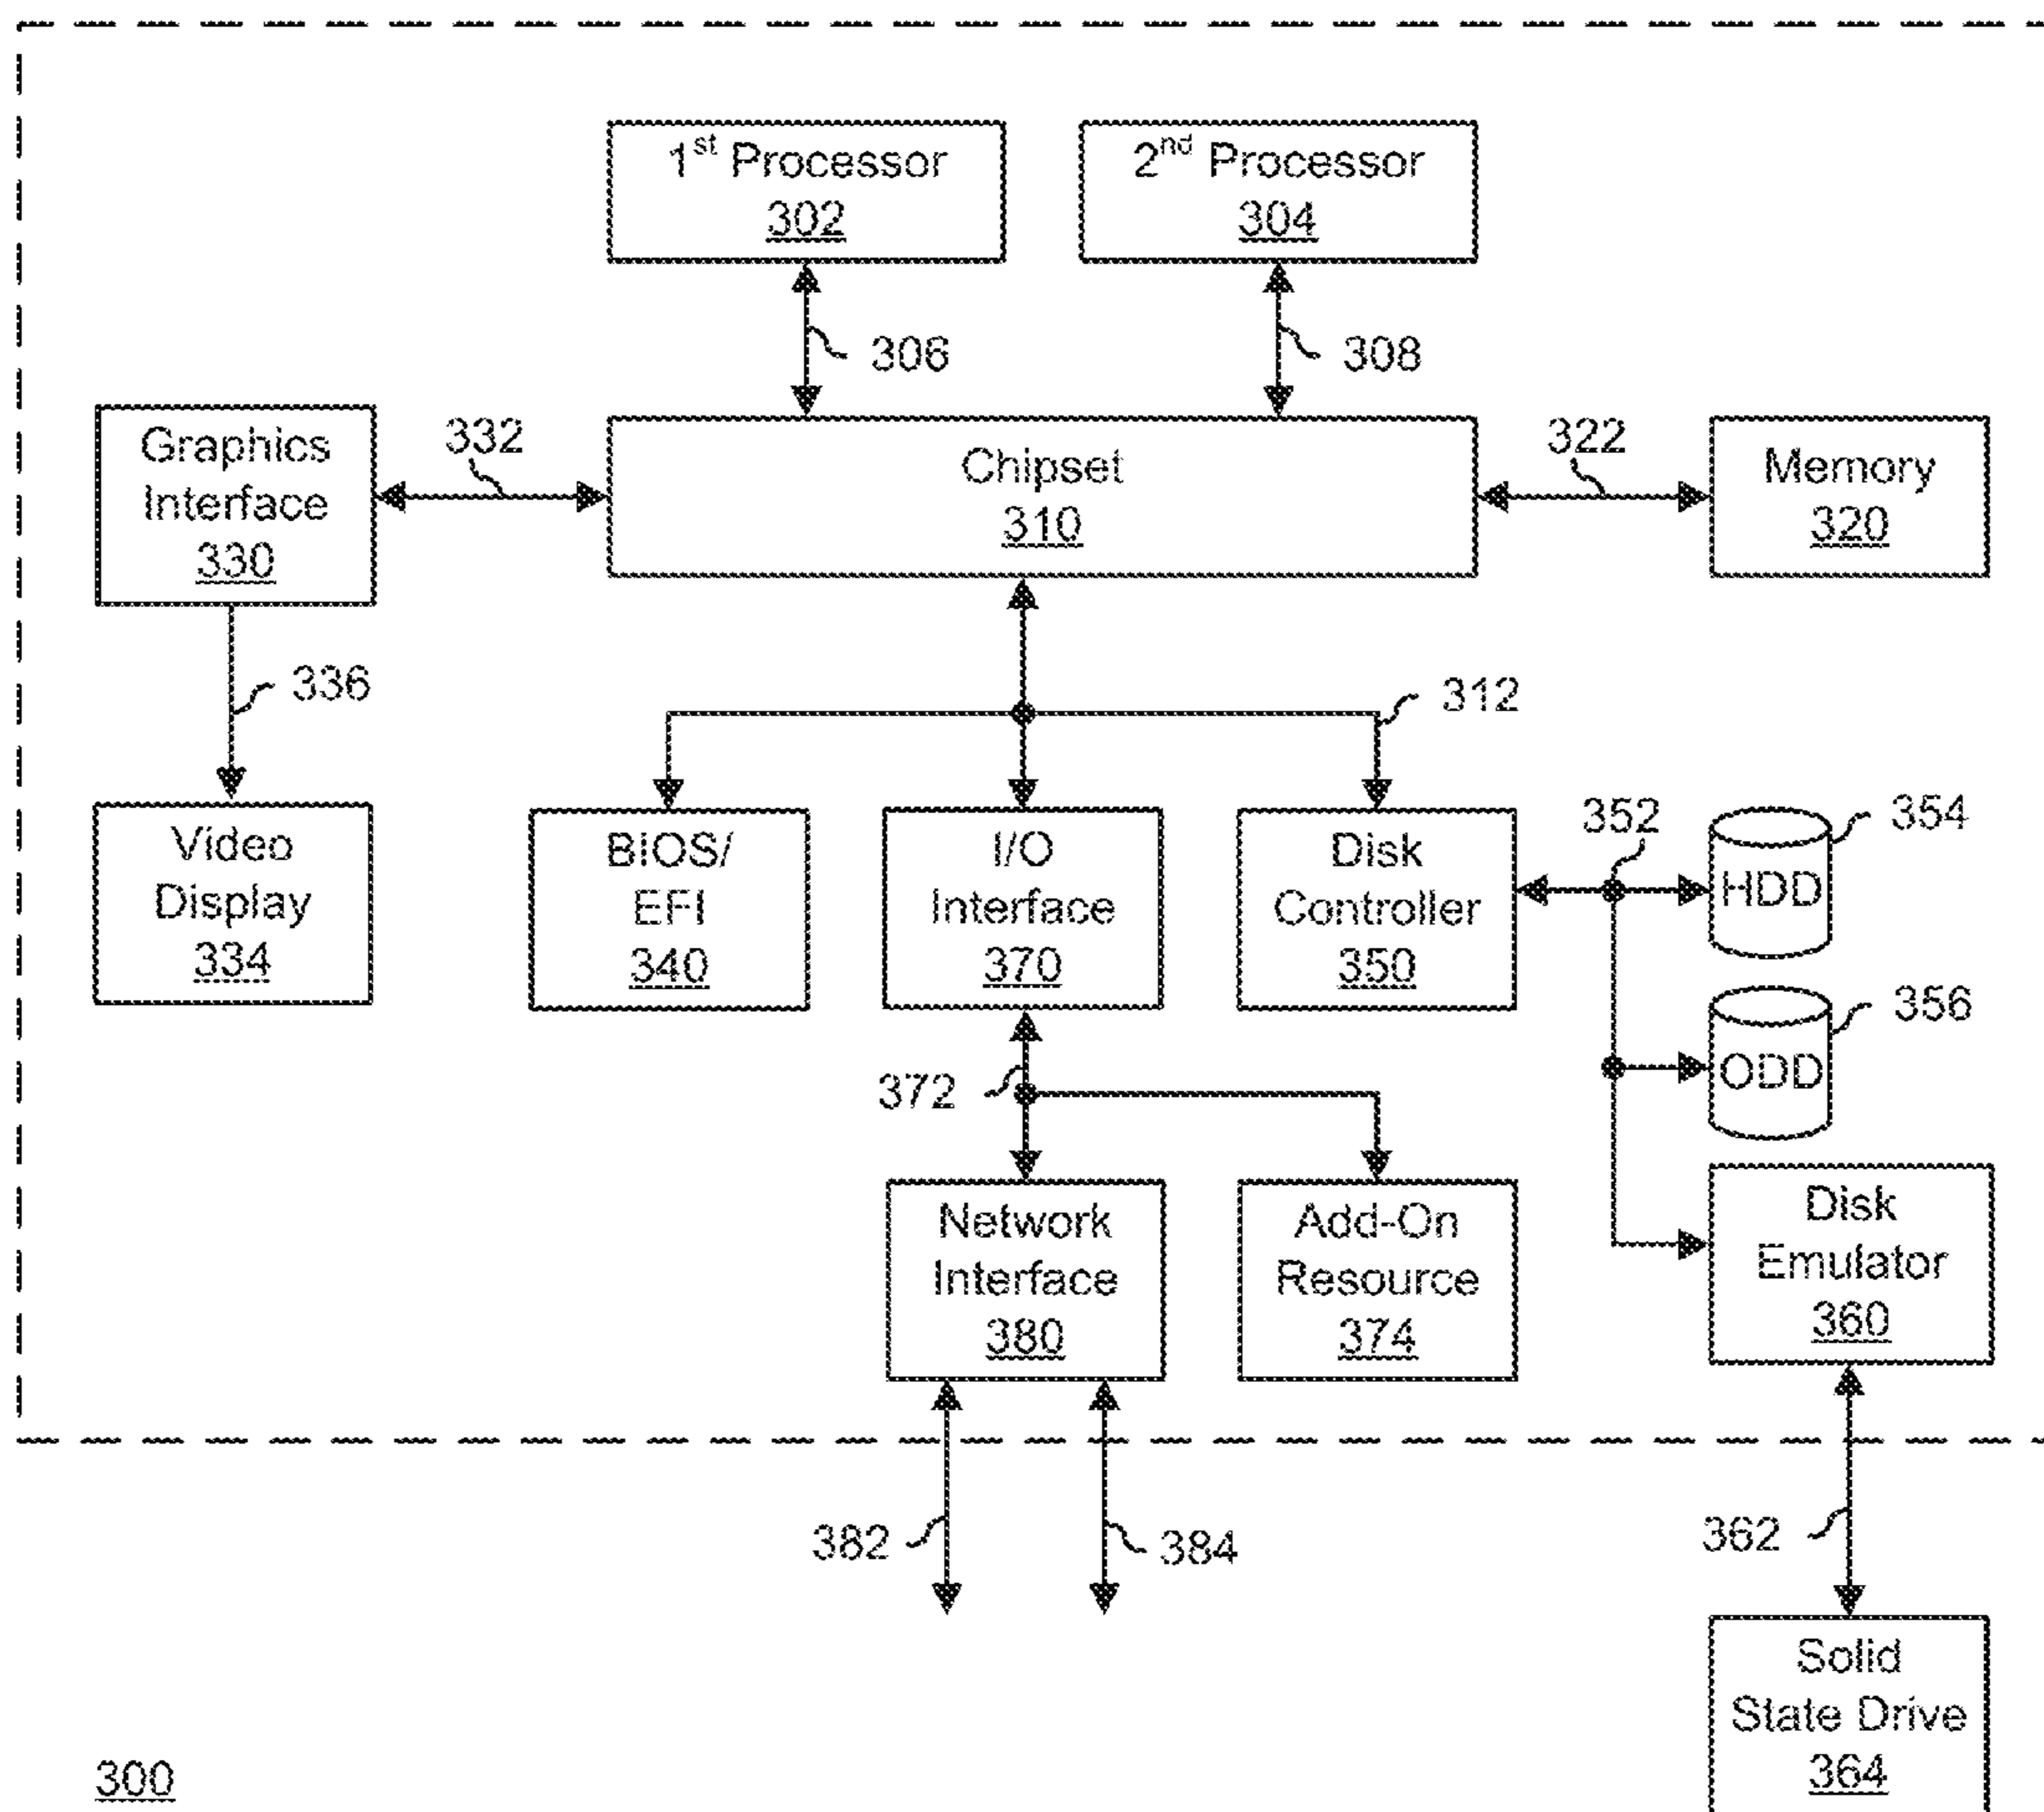 1st Processor
302
2nd Processor
304
306
308
Graphics
Interface
330
332
Chipset
310
322
Memory
320
336
312
Video
Display
334
BIOS/
EFI
340
I/O
Interface
370
Disk
Controller
350
352
HDD
354
ODD
356
372
Network
Interface
380
Add-On
Resource
374
Disk
Emulator
360
382
384
362
Solid
State Drive
364
300